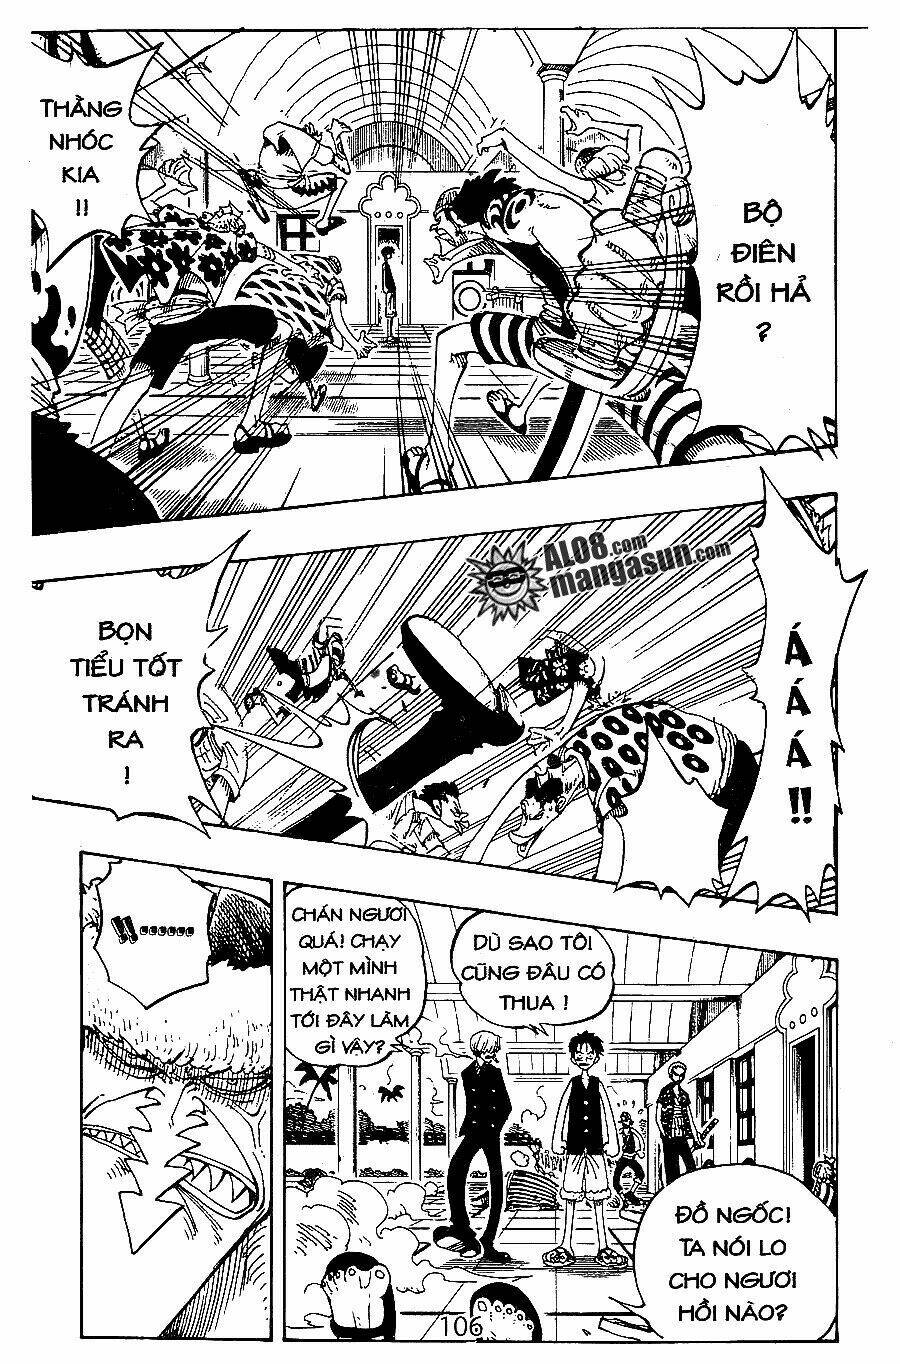 THẰNG
NHÓC
KIA
!!
BỘ
ĐIÊN
RỒI HẢ
?
AL08.com
mangasun.com
BỌN
TIỂU TỐT
TRÁNH
RA
!
Á
Á
Á
!!
!!......
CHÁN NGƯƠI
QUÁ! CHẠY
MỘT MÌNH
THẬT NHANH
TỚI ĐÂY LÀM
GÌ VẬY?
DÙ SAO TÔI
CŨNG ĐÂU CÓ
THUA !
ĐỒ NGỐC!
TA NÓI LO
CHO NGƯƠI
HỒI NÀO?
106